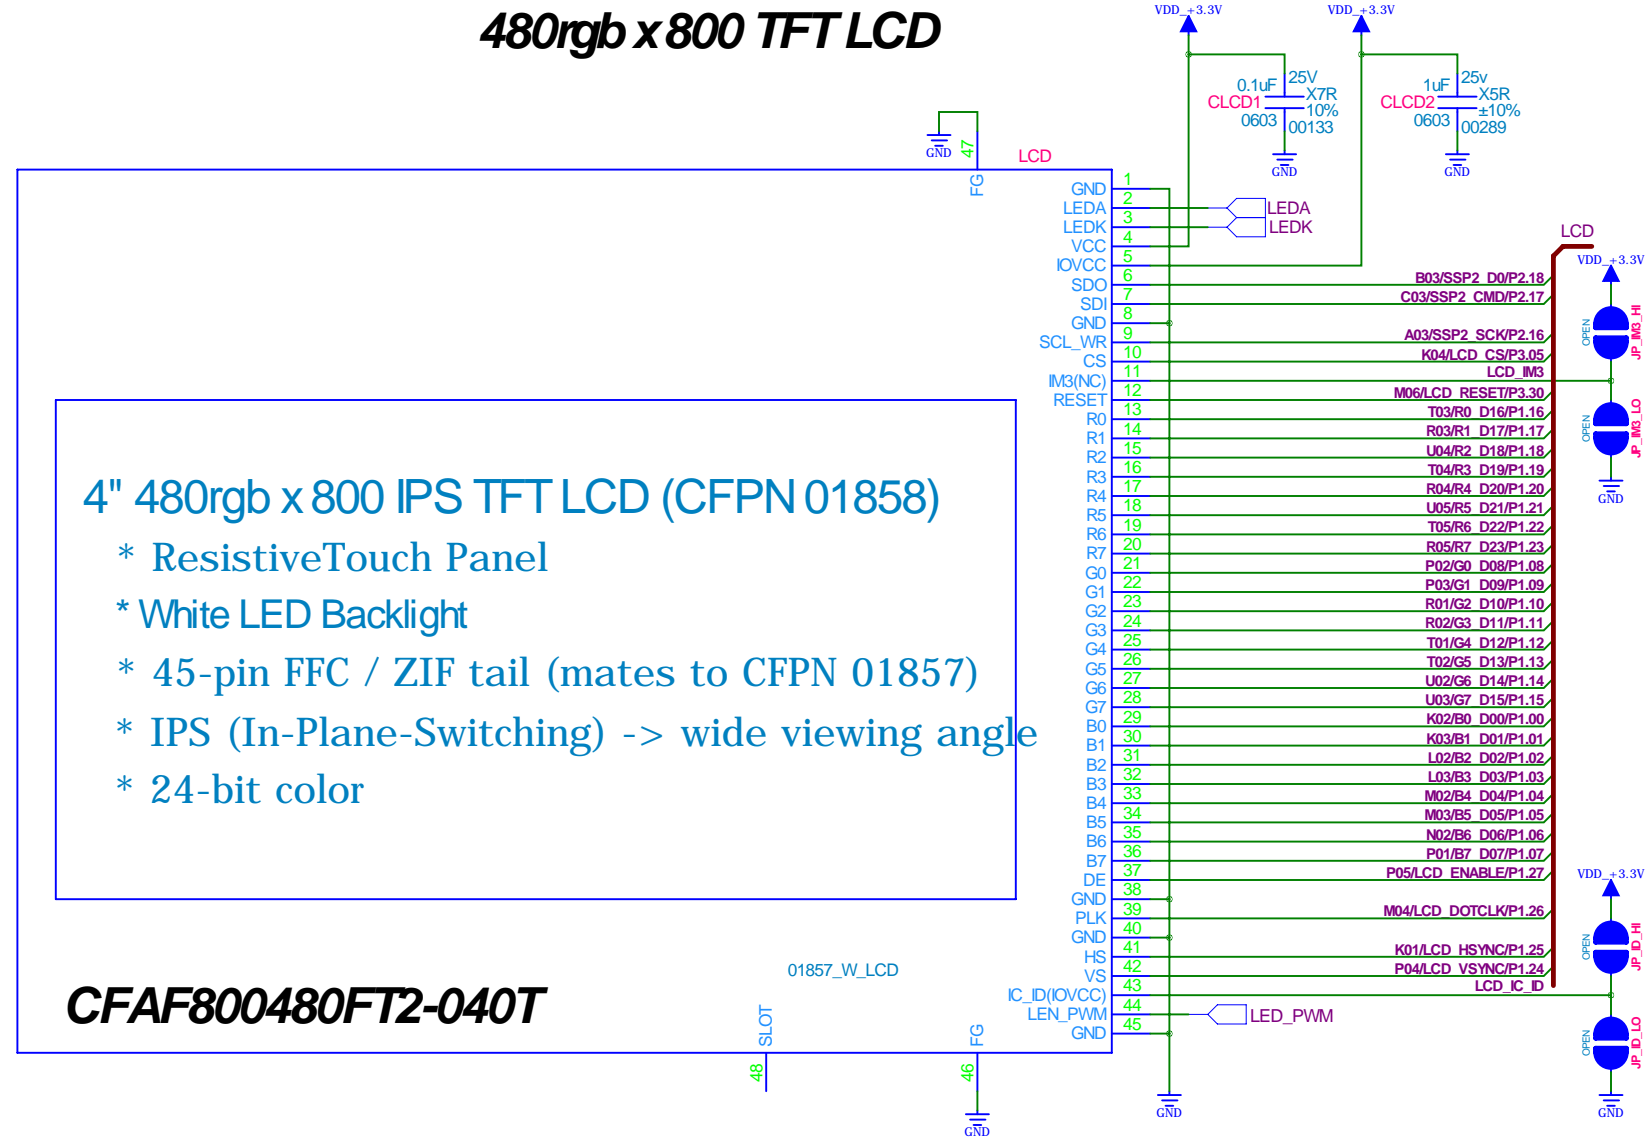 480rgb x 800 TFT LCD
VDD_+3.3V
VDD_+3.3V
0.1uF 25V
CLCD1 X7R
10%
0603 00133
GND
1uF 25v
CLCD2 X5R
±10%
0603 00289
GND
GND
47
FG
LCD
GND 1
LEDA 2 LEDA
LEDK 3 LEDK
VCC 4
IOVCC 5
SDO 6 B03/SSP2_D0/P2.18
SDI 7 C03/SSP2_CMD/P2.17
GND 8
SCL_WR 9 A03/SSP2_SCK/P2.16
CS 10 K04/LCD_CS/P3.05
IM3(NC) 11 LCD_IM3
RESET 12 M06/LCD_RESET/P3.30
R0 13 T03/R0_D16/P1.16
R1 14 R03/R1_D17/P1.17
R2 15 U04/R2_D18/P1.18
R3 16 T04/R3_D19/P1.19
R4 17 R04/R4_D20/P1.20
R5 18 U05/R5_D21/P1.21
R6 19 T05/R6_D22/P1.22
R7 20 R05/R7_D23/P1.23
G0 21 P02/G0_D08/P1.08
G1 22 P03/G1_D09/P1.09
G2 23 R01/G2_D10/P1.10
G3 24 R02/G3_D11/P1.11
G4 25 T01/G4_D12/P1.12
G5 26 T02/G5_D13/P1.13
G6 27 U02/G6_D14/P1.14
G7 28 U03/G7_D15/P1.15
B0 29 K02/B0_D00/P1.00
B1 30 K03/B1_D01/P1.01
B2 31 L02/B2_D02/P1.02
B3 32 L03/B3_D03/P1.03
B4 33 M02/B4_D04/P1.04
B5 34 M03/B5_D05/P1.05
B6 35 N02/B6_D06/P1.06
B7 36 P01/B7_D07/P1.07
DE 37 P05/LCD_ENABLE/P1.27
GND 38
PLK 39 M04/LCD_DOTCLK/P1.26
GND 40
HS 41 K01/LCD_HSYNC/P1.25
VS 42 P04/LCD_VSYNC/P1.24
IC_ID(IOVCC) 43 LCD_IC_ID
LEN_PWM 44 LED_PWM
GND 45
GND
LCD
VDD_+3.3V
OPEN
JP_IM3_HI
OPEN
JP_IM3_LO
GND
VDD_+3.3V
OPEN
JP_ID_HI
OPEN
JP_ID_LO
GND
4" 480rgb x 800 IPS TFT LCD (CFPN 01858)
* ResistiveTouch Panel
* White LED Backlight
* 45-pin FFC / ZIF tail (mates to CFPN 01857)
* IPS (In-Plane-Switching) -> wide viewing angle
* 24-bit color
01857_W_LCD
CFAF800480FT2-040T
SLOT
48
FG
46
GND